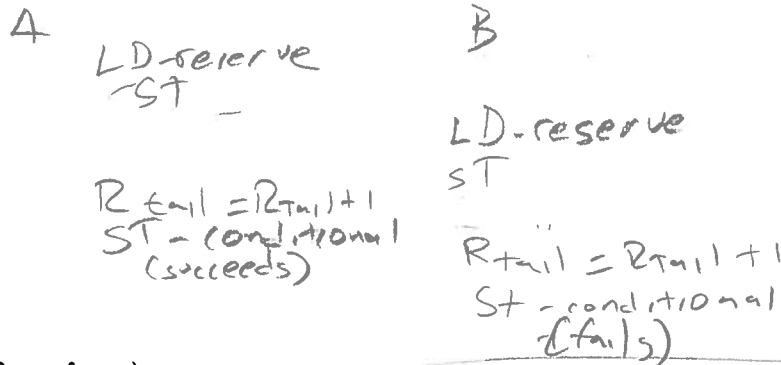 A
LD-reserve
ST
Rtail = RTail+1
ST-conditional
(succeeds)
B
LD-reserve
ST
Rtail = RTail+1
St-conditional
(fails)